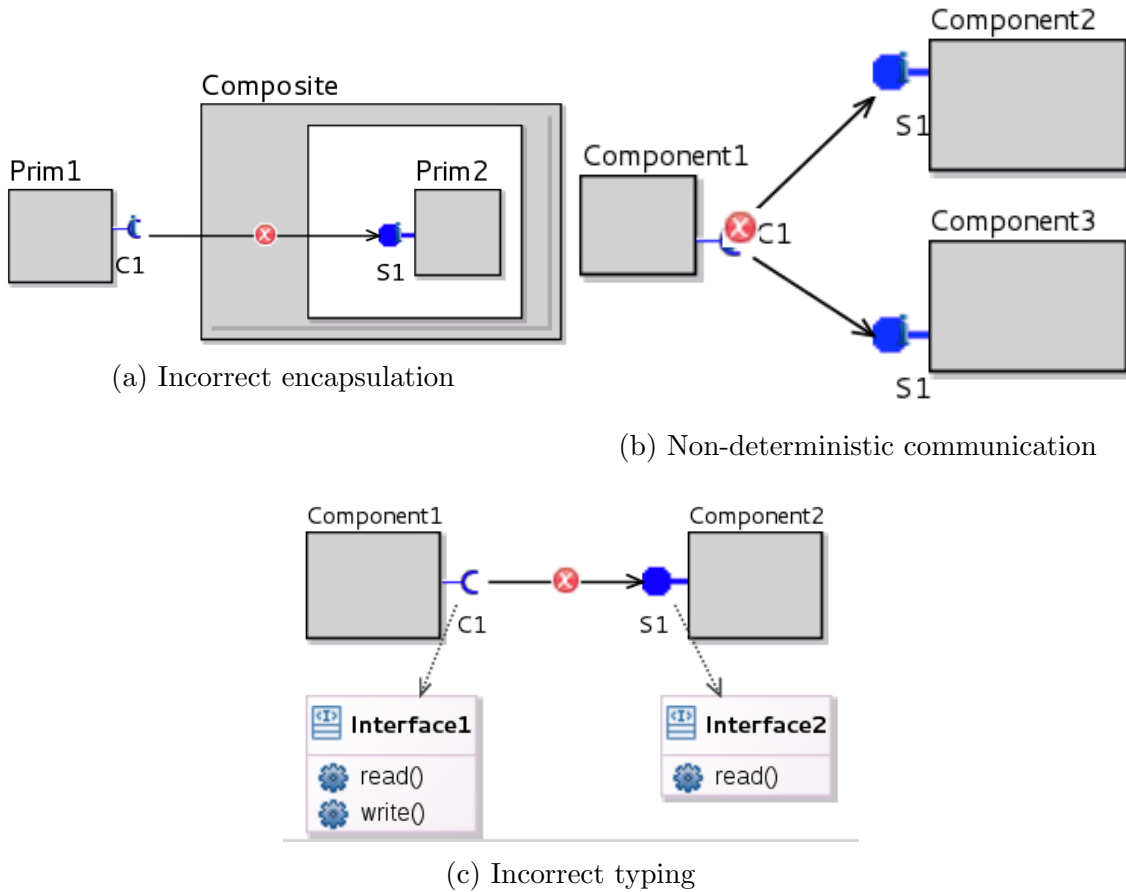 Composite
Prim1
Prim2
C1
S1
(a) Incorrect encapsulation
Component2
S1
Component1
C1
Component3
S1
(b) Non-deterministic communication
Component1
Component2
C1
S1
<I> Interface1
read()
write()
<I> Interface2
read()
(c) Incorrect typing